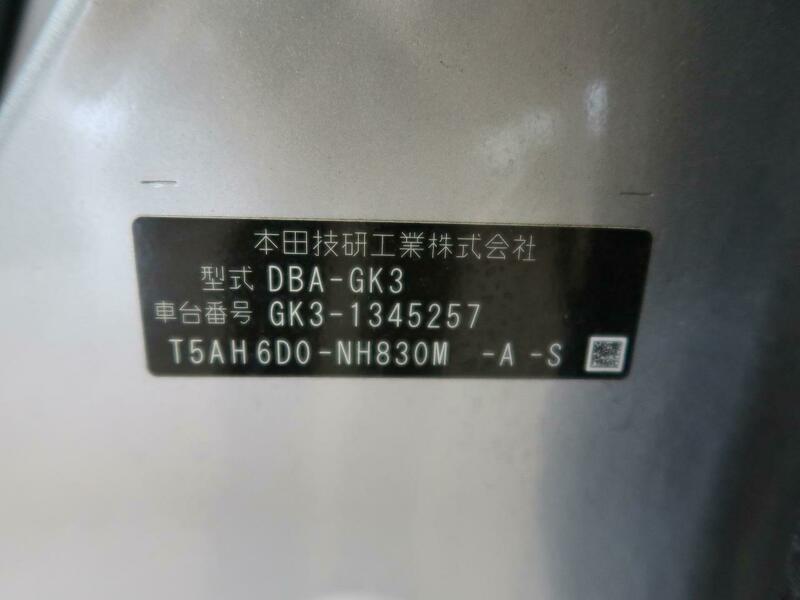 本田技研工業株式会社
型式 DBA-GK3
車台番号 GK3-1345257
T5AH6D0-NH830M -A -S